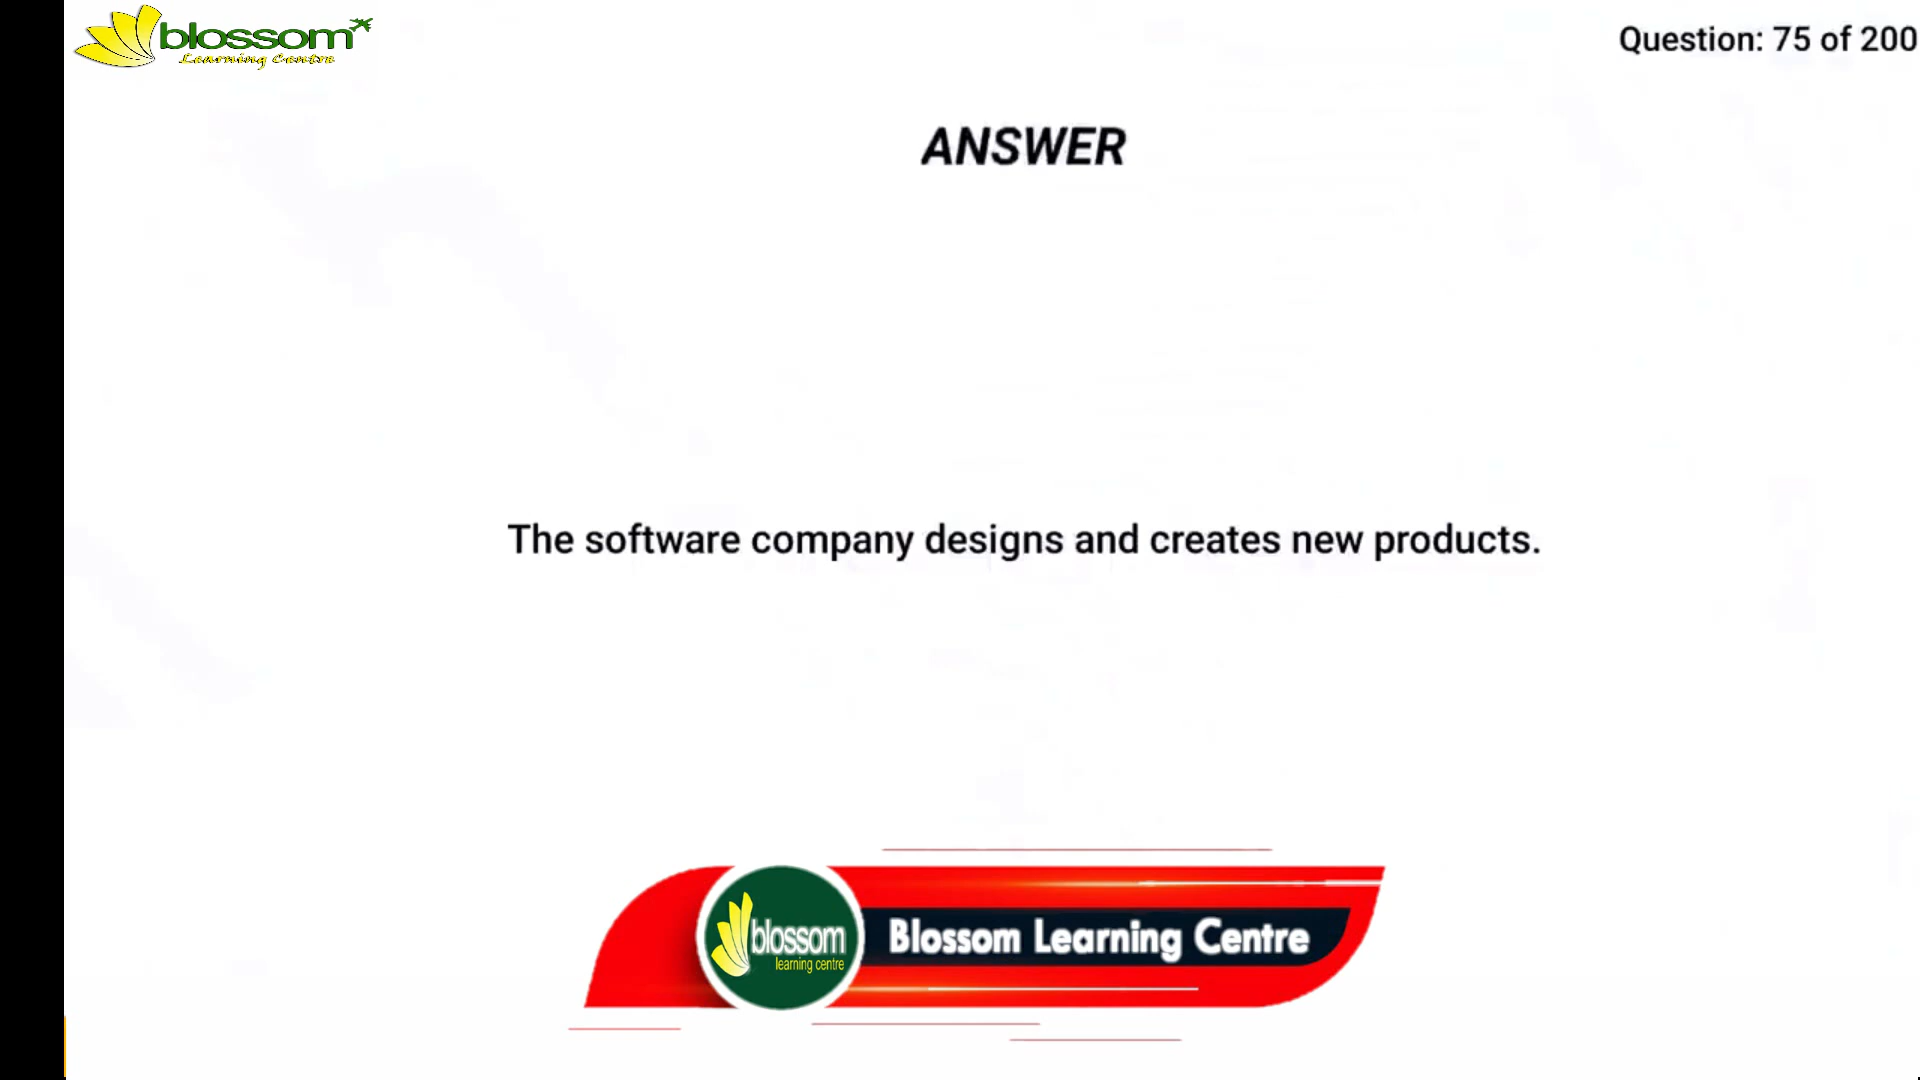 blossom
Learning Centre
Question: 75 of 200
ANSWER
The software company designs and creates new products.
blossom
learning centre
Blossom Learning Centre